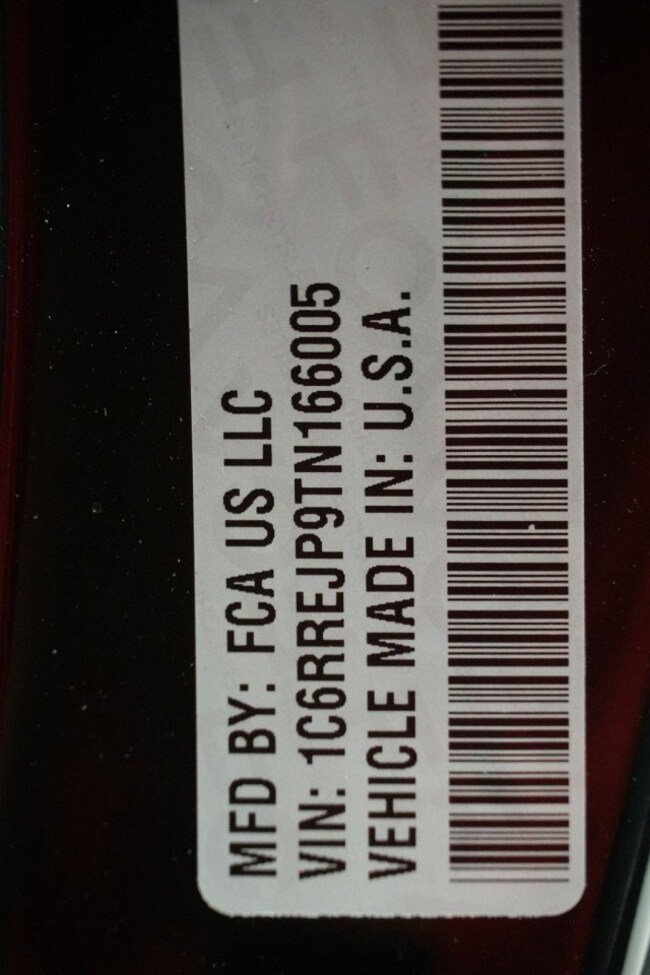 MFD BY: FCA US LLC
VIN: 1C6RREJP9TN166005
VEHICLE MADE IN: U.S.A.